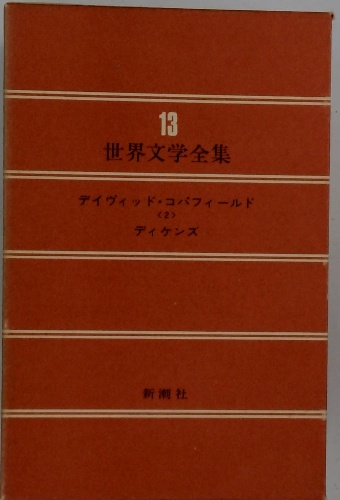 13
世界文学全集
デイヴィッド・コパフィールド
〈2〉
ディケンズ
新潮社